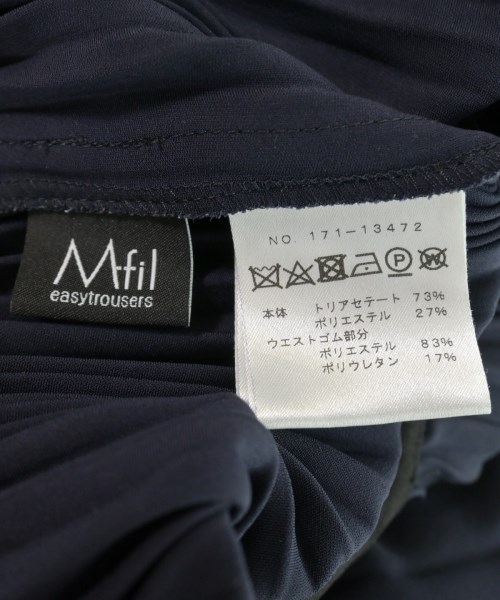 M-fil
easytrousers
NO. 171-13472
P W
本体 トリアセテート 73%
ポリエステル 27%
ウエストゴム部分
ポリエステル 83%
ポリウレタン 17%